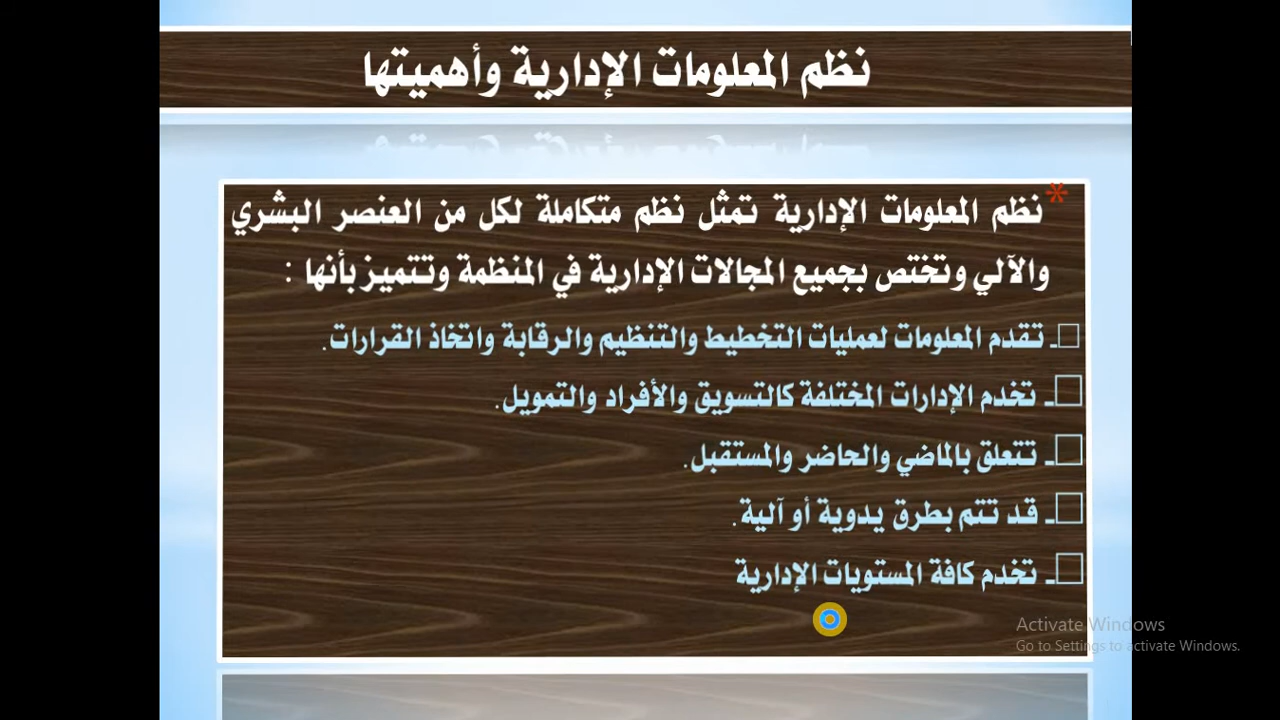 نظم المعلومات الإدارية وأهميتها
* نظم المعلومات الإدارية تمثل نظم متكاملة لكل من العنصر البشري
والآلي وتختص بجميع المجالات الإدارية في المنظمة وتتميز بأنها :
□ـ تقدم المعلومات لعمليات التخطيط والتنظيم والرقابة واتخاذ القرارات.
□ـ تخدم الإدارات المختلفة كالتسويق والأفراد والتمويل.
□ـ تتعلق بالماضي والحاضر والمستقبل.
□ـ قد تتم بطرق يدوية أو آلية.
□ـ تخدم كافة المستويات الإدارية
Activate Windows
Go to Settings to activate Windows.